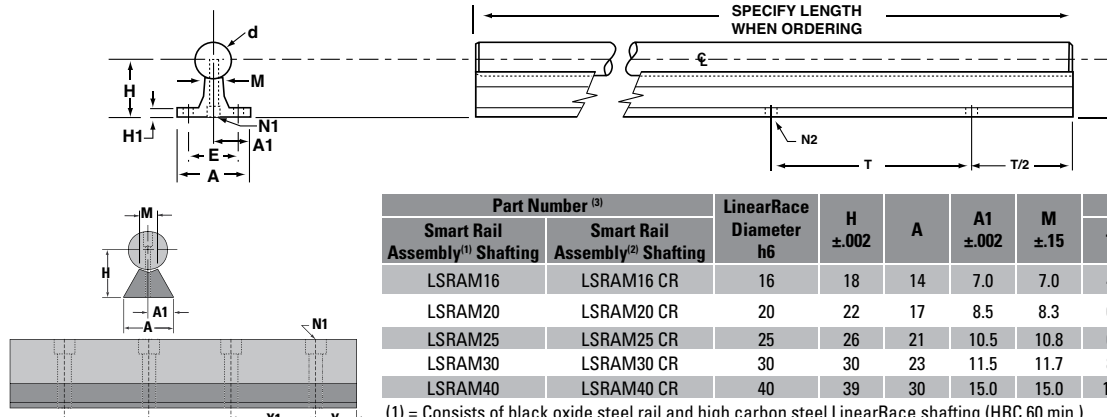 SPECIFY LENGTH
WHEN ORDERING
d
H
M
H1
N1
A1
E
A
℄
N2
T
T/2
M
H
A1
A
N1
X1
Part Number (3)
LinearRace Diameter h6
H ±.002
A
A1 ±.002
M ±.15
Smart Rail Assembly(1) Shafting
Smart Rail Assembly(2) Shafting
LSRAM16 LSRAM16 CR 16 18 14 7.0 7.0
LSRAM20 LSRAM20 CR 20 22 17 8.5 8.3
LSRAM25 LSRAM25 CR 25 26 21 10.5 10.8
LSRAM30 LSRAM30 CR 30 30 23 11.5 11.7
LSRAM40 LSRAM40 CR 40 39 30 15.0 15.0
(1) = Consists of black oxide steel rail and high carbon steel LinearRace shafting (HRC 60 min.)